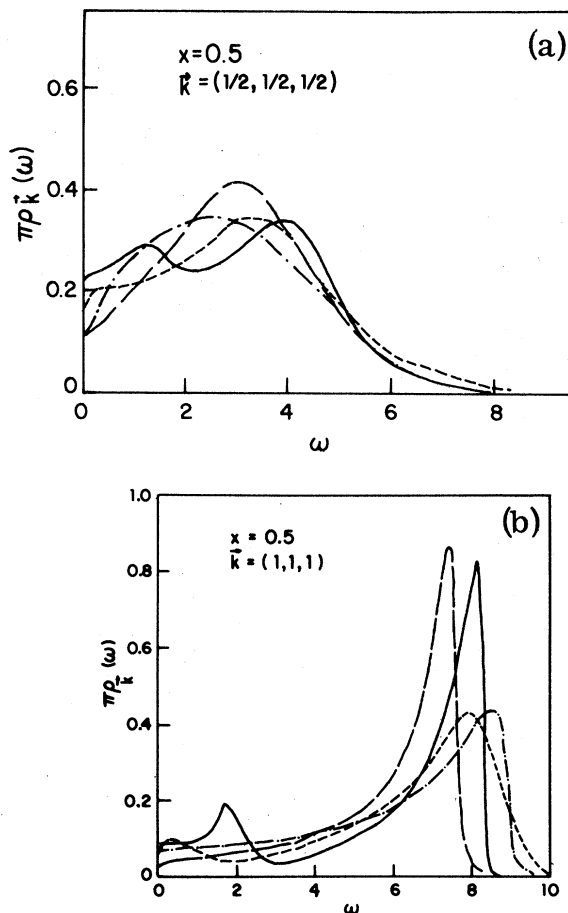 (a)
x=0.5
k⃗ = (1/2, 1/2, 1/2)
πρk⃗ (ω)
0.6
0.4
0.2
0
0 2 4 6 8
ω
(b)
x = 0.5
k⃗ = (1,1,1)
πρk⃗ (ω)
1.0
0.8
0.6
0.4
0.2
0
0 2 4 6 8 10
ω